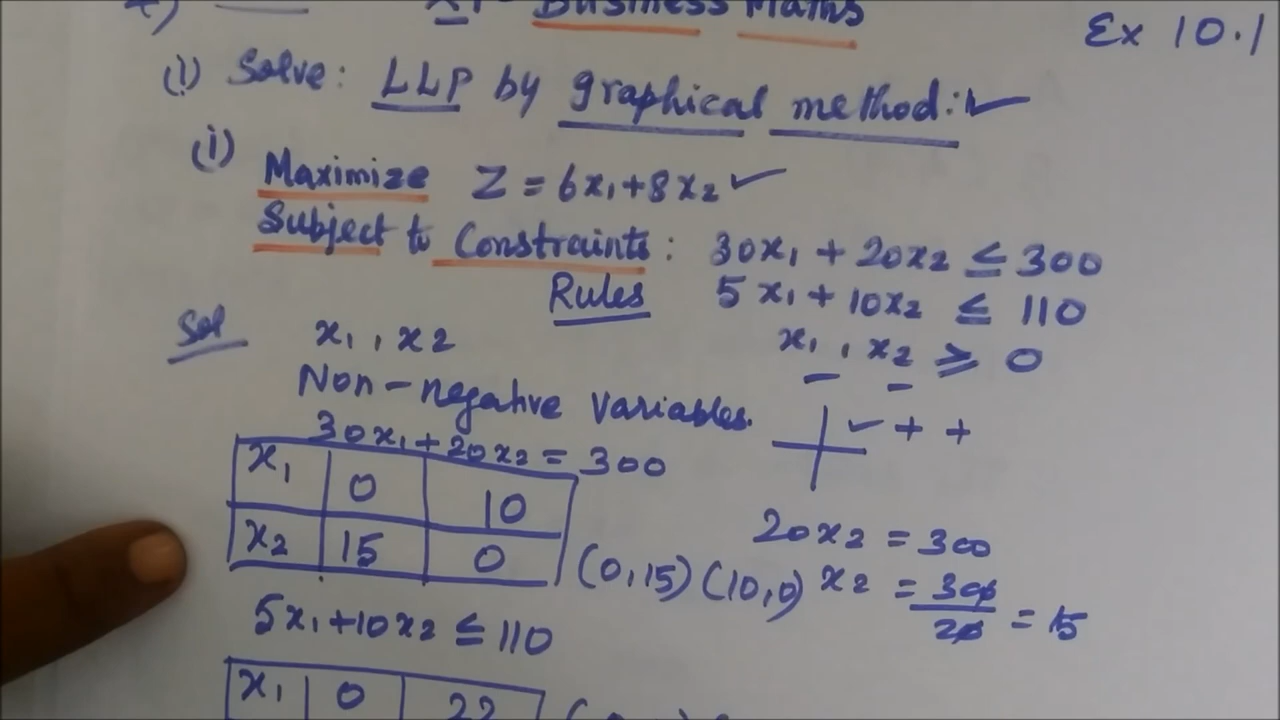 XI - Business Maths
Ex 10.1
(1) Solve: LLP by graphical method:
(i) Maximize Z = 6x₁+8x₂ ✓
Subject to Constraints: 30x₁ + 20x₂ ≤ 300
Rules 5x₁ + 10x₂ ≤ 110
Sol x₁, x₂ x₁, x₂ ≥ 0
Non-negative variables. ✓ + +
30x₁ + 20x₂ = 300
x₁ 0 10
x₂ 15 0
20x₂ = 300
(0,15) (10,0) x₂ = 300/20 = 15
5x₁+10x₂ ≤ 110
x₁ 0 22